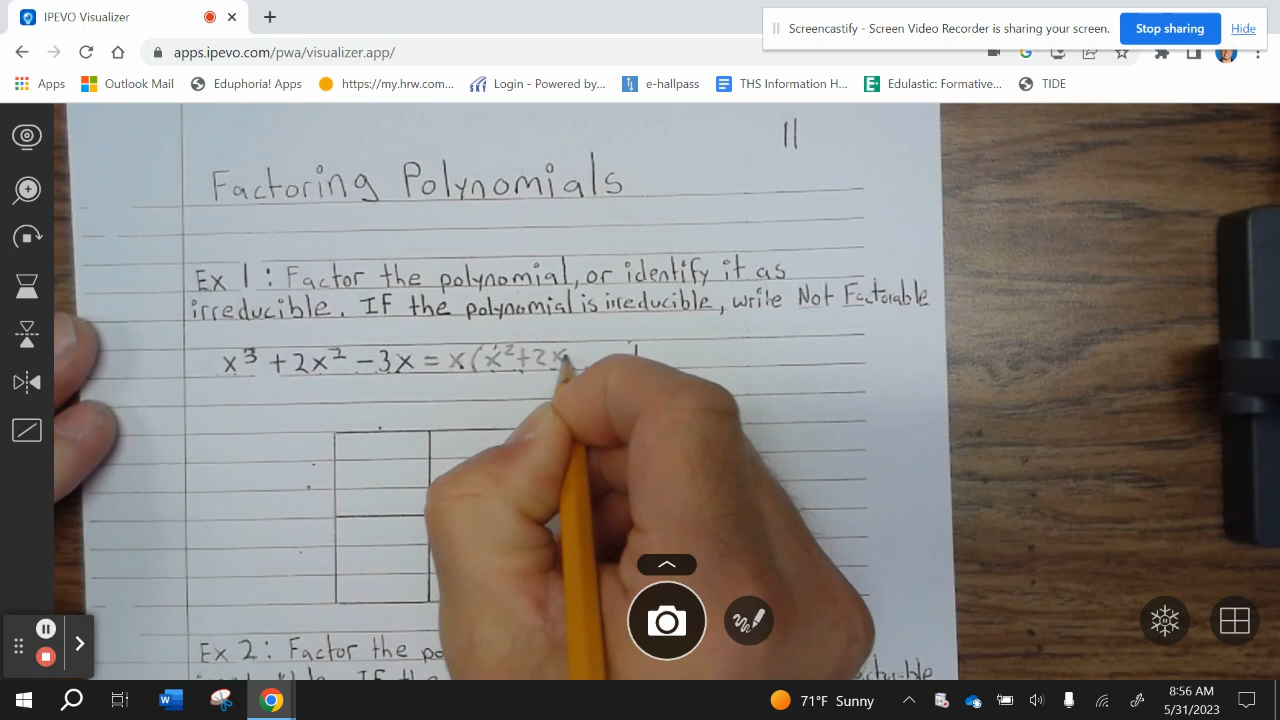 IPEVO Visualizer
Screencastify - Screen Video Recorder is sharing your screen. Stop sharing Hide
apps.ipevo.com/pwa/visualizer.app/
Apps Outlook Mail Eduphoria! Apps https://my.hrw.com... Login - Powered by... e-hallpass THS Information H... Edulastic: Formative... TIDE
11
Factoring Polynomials
Ex 1: Factor the polynomial, or identify it as
irreducible. If the polynomial is irreducible, write Not Factorable
x³ + 2x² - 3x = x(x²+2x
Ex 2: Factor the po
If the
71°F Sunny
8:56 AM
5/31/2023